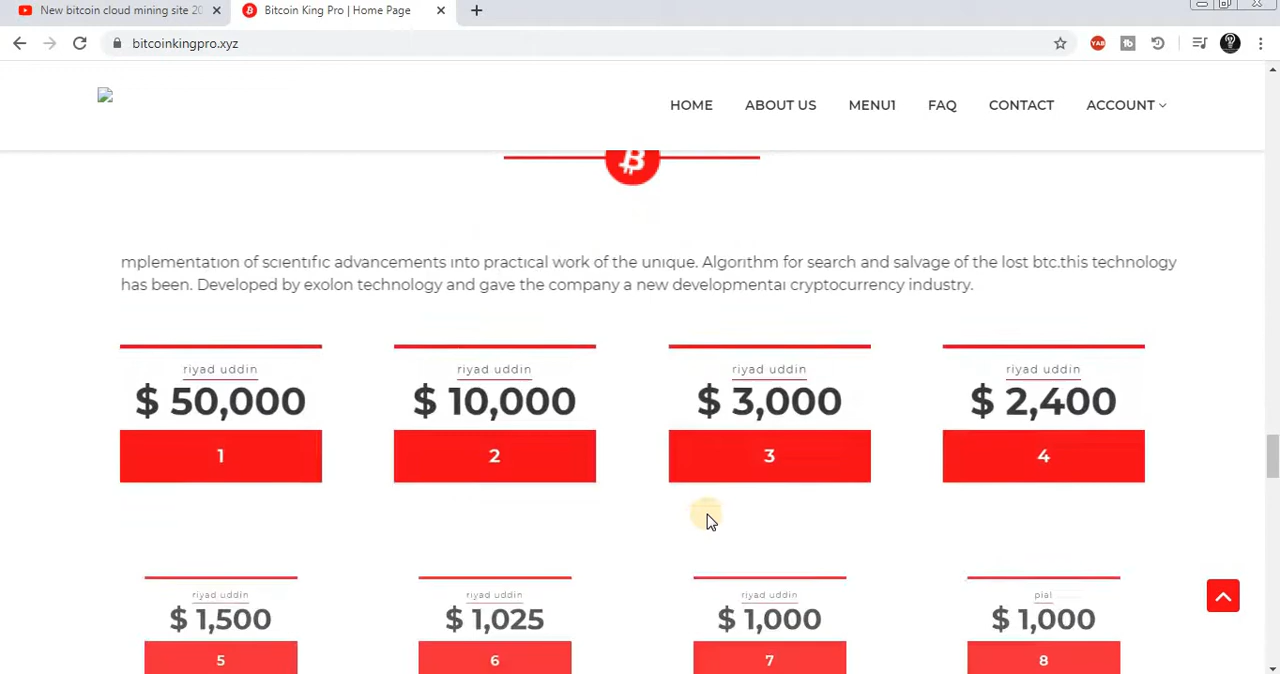 New bitcoin cloud mining site 20
Bitcoin King Pro | Home Page
bitcoinkingpro.xyz
HOME
ABOUT US
MENU1
FAQ
CONTACT
ACCOUNT
mplementation of scientific advancements into practical work of the unique. Algorithm for search and salvage of the lost btc.this technology
has been. Developed by exolon technology and gave the company a new developmental cryptocurrency industry.
riyad uddin
$ 50,000
1
riyad uddin
$ 10,000
2
riyad uddin
$ 3,000
3
riyad uddin
$ 2,400
4
riyad uddin
$ 1,500
5
riyad uddin
$ 1,025
6
riyad uddin
$ 1,000
7
pial
$ 1,000
8